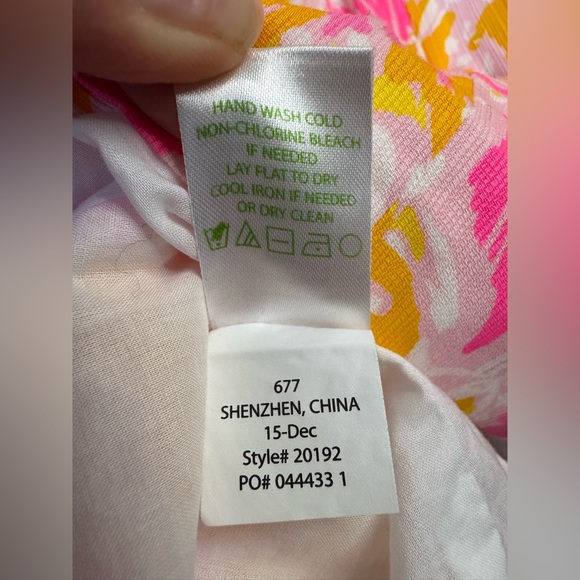 HAND WASH COLD
NON-CHLORINE BLEACH
IF NEEDED
LAY FLAT TO DRY
COOL IRON IF NEEDED
OR DRY CLEAN
677
SHENZHEN, CHINA
15-Dec
Style# 20192
PO# 044433 1